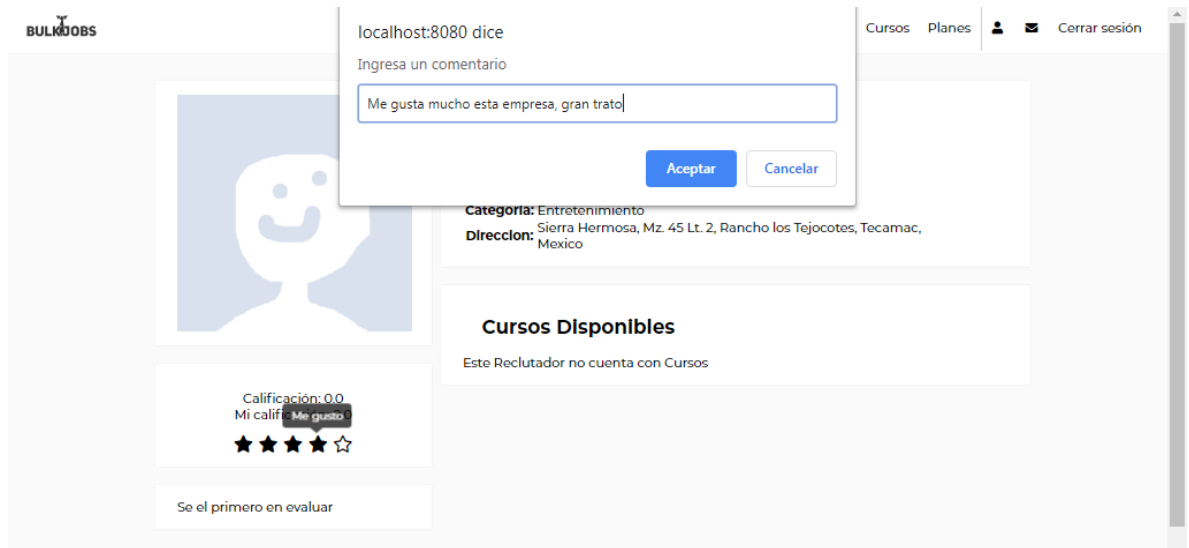 BULKJOBS
Cursos Planes Cerrar sesión
localhost:8080 dice
Ingresa un comentario
Me gusta mucho esta empresa, gran trato
Aceptar Cancelar
Categoria: Entretenimiento
Direccion: Sierra Hermosa, Mz. 45 Lt. 2, Rancho los Tejocotes, Tecamac,
Mexico
Cursos Disponibles
Este Reclutador no cuenta con Cursos
Calificación: 0.0
Mi calif
Me gusto
Se el primero en evaluar